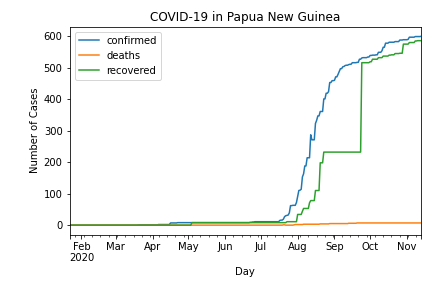 COVID-19 in Papua New Guinea
confirmed
deaths
recovered
Number of Cases
600
500
400
300
200
100
0
Feb Mar Apr May Jun Jul Aug Sep Oct Nov
2020
Day